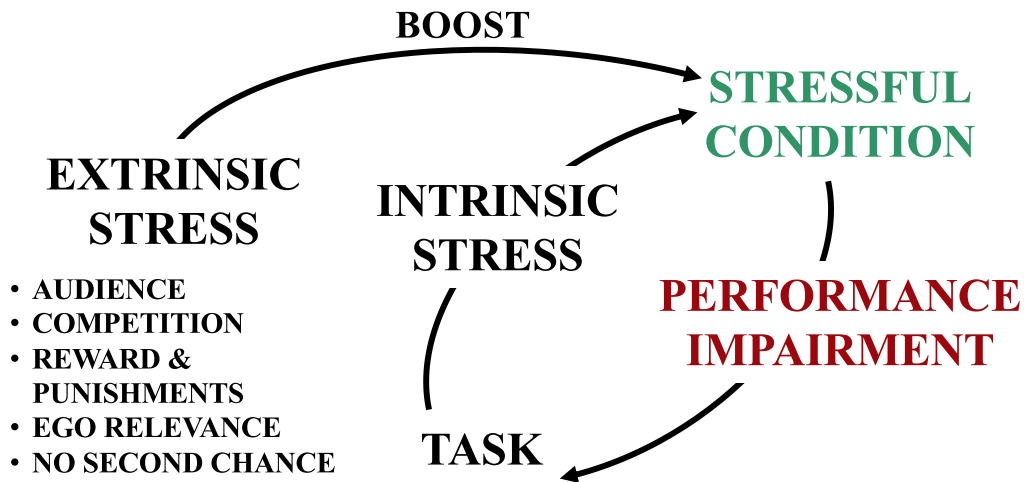 BOOST
STRESSFUL
CONDITION
EXTRINSIC
STRESS
INTRINSIC
STRESS
• AUDIENCE
• COMPETITION
• REWARD &
PUNISHMENTS
• EGO RELEVANCE
• NO SECOND CHANCE
PERFORMANCE
IMPAIRMENT
TASK